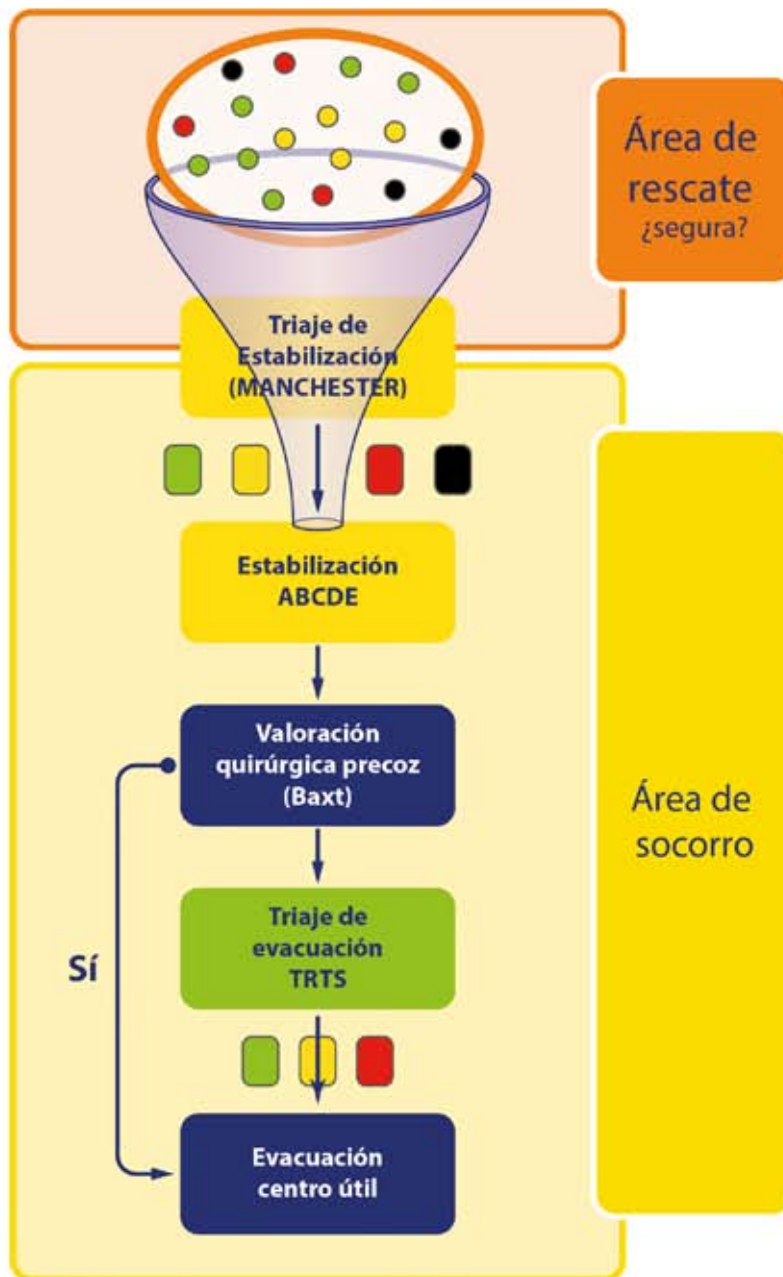 Área de
rescate
¿segura?
Triaje de
Estabilización
(MANCHESTER)
Estabilización
ABCDE
Valoración
quirúrgica precoz
(Baxt)
Área de
socorro
Triaje de
evacuación
TRTS
Sí
Evacuación
centro útil